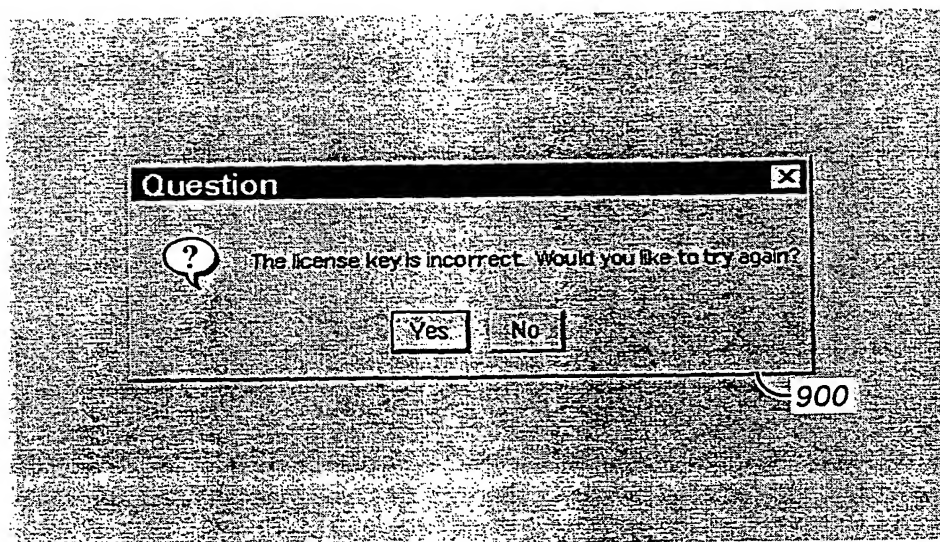 Question
?
The license key is incorrect. Would you like to try again?
Yes No
900